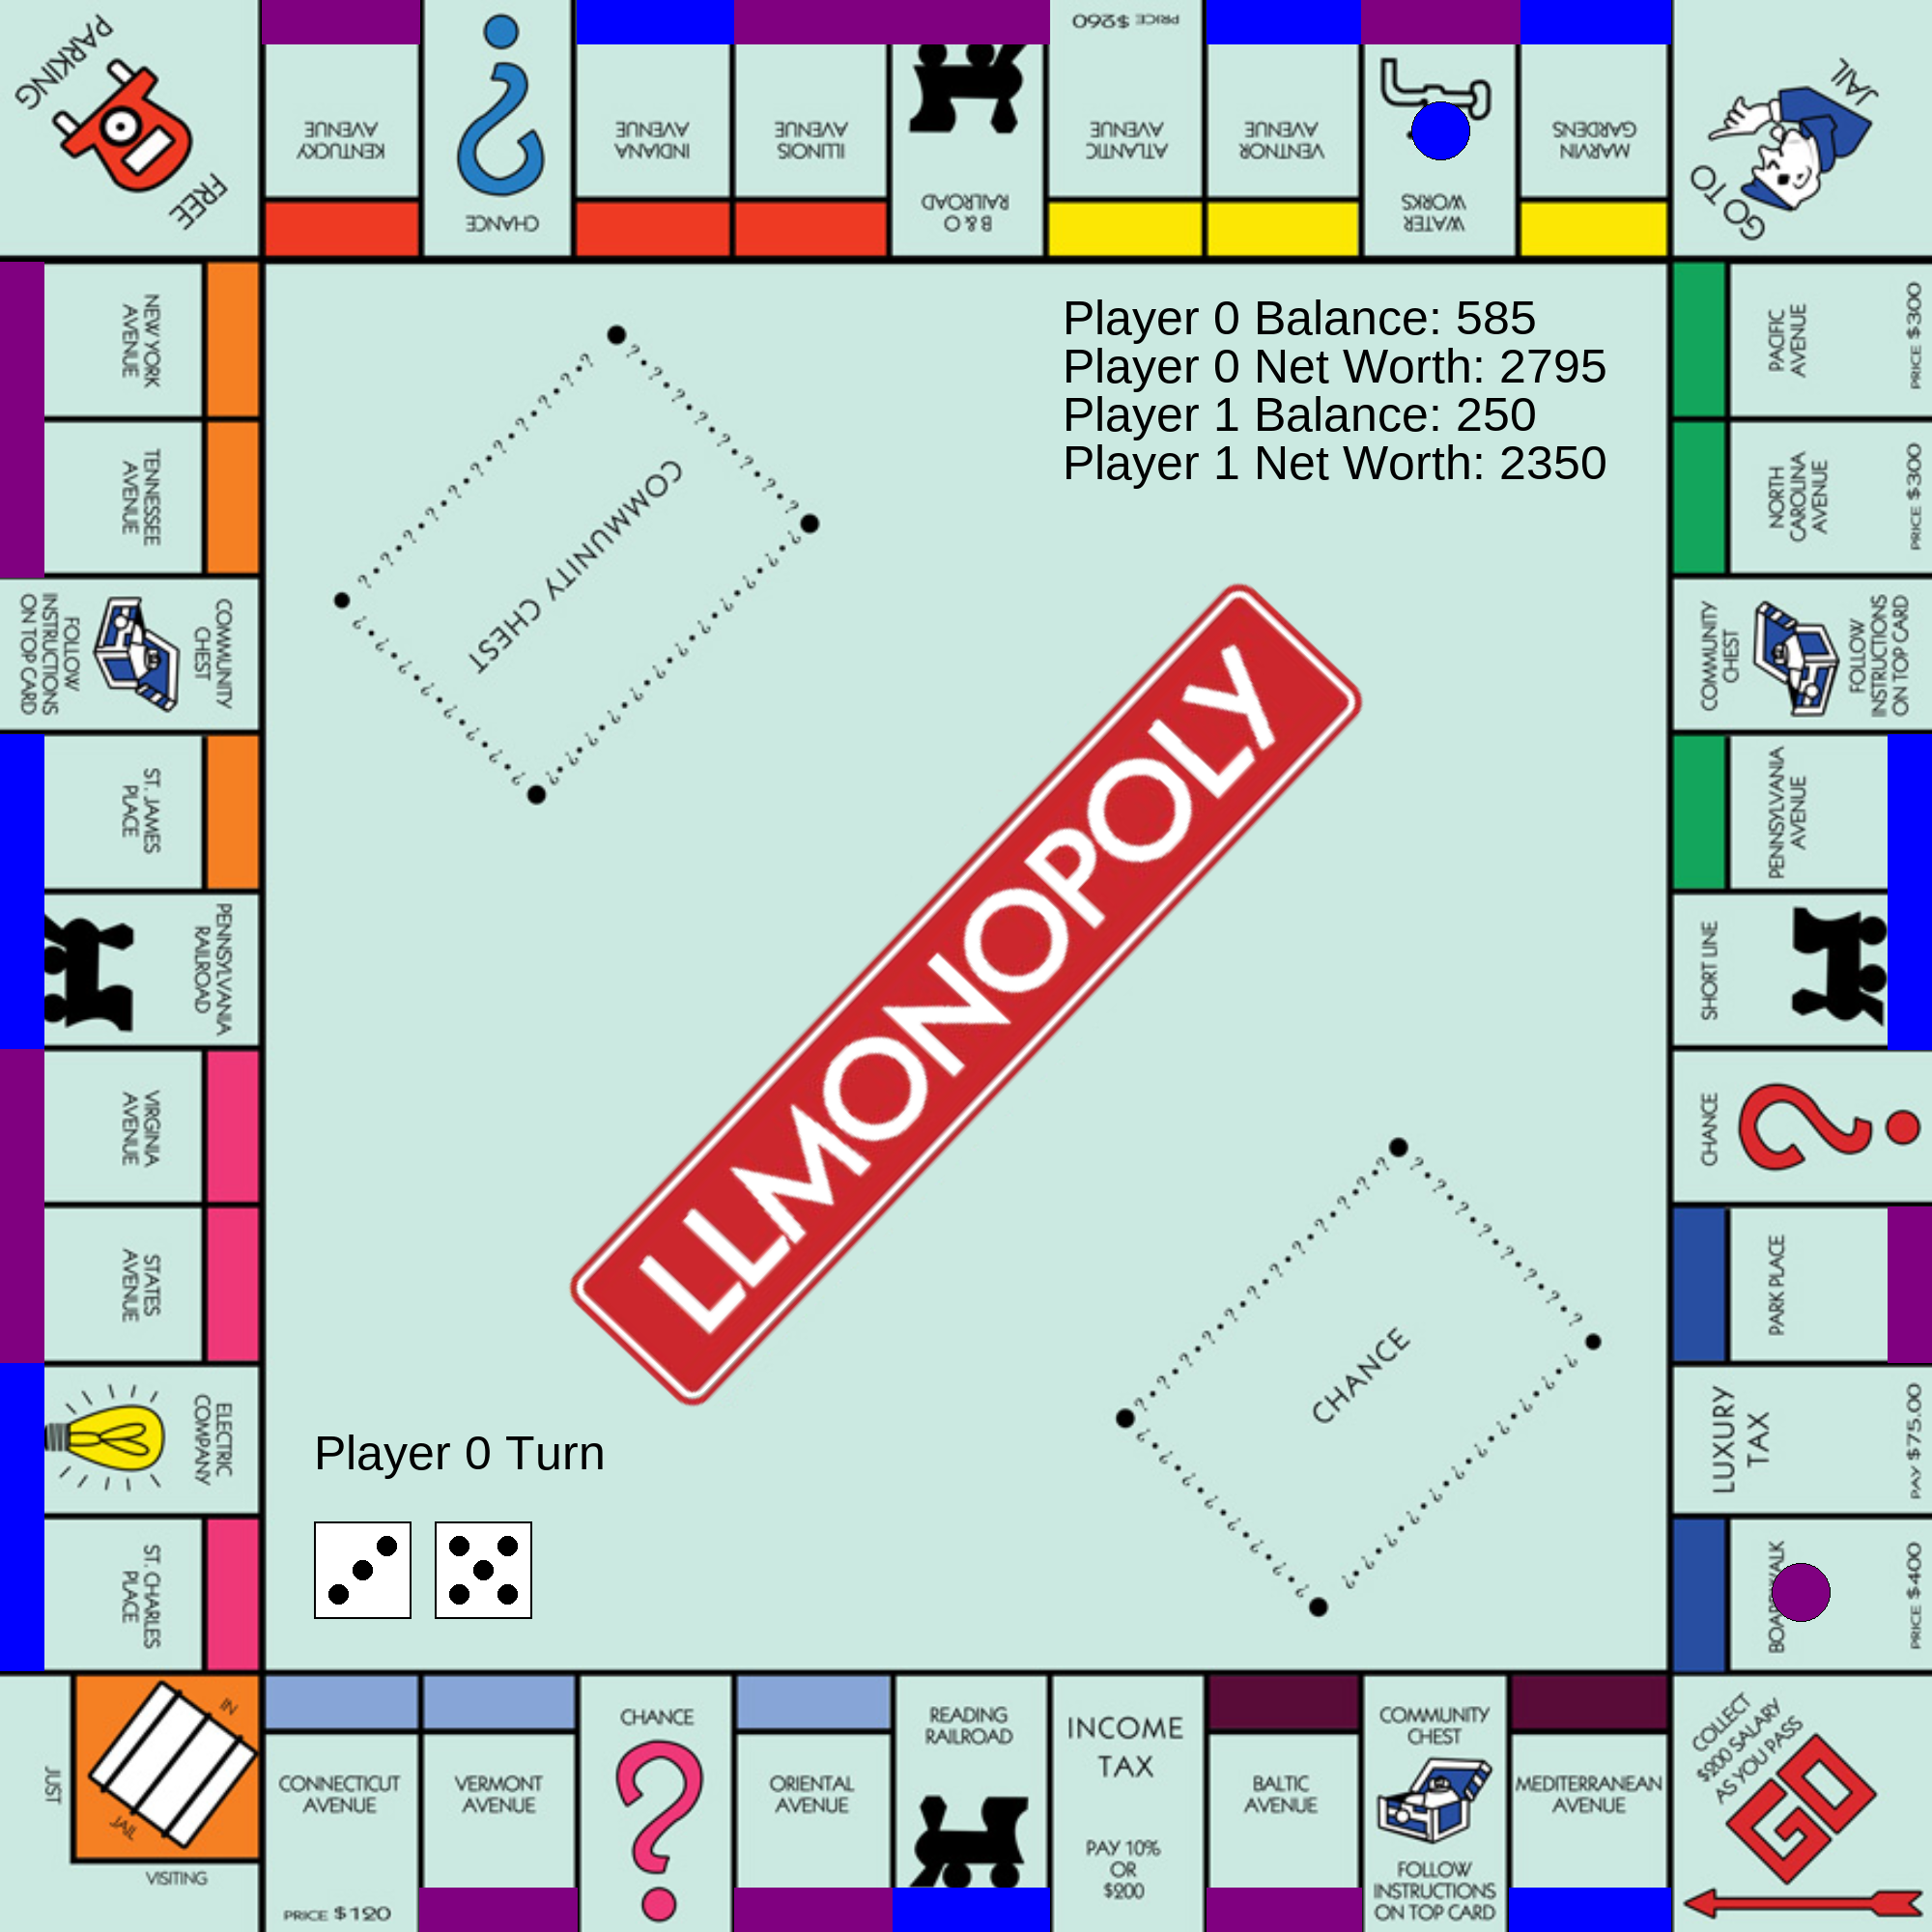 PARKING
FREE
KENTUCKY
AVENUE
CHANCE
INDIANA
AVENUE
ILLINOIS
AVENUE
B & O
RAILROAD
PRICE $260
ATLANTIC
AVENUE
VENTNOR
AVENUE
WATER
WORKS
MARVIN
GARDENS
GO TO
JAIL
NEW YORK
AVENUE
TENNESSEE
AVENUE
COMMUNITY
CHEST
FOLLOW
INSTRUCTIONS
ON TOP CARD
ST. JAMES
PLACE
PENNSYLVANIA
RAILROAD
VIRGINIA
AVENUE
STATES
AVENUE
ELECTRIC
COMPANY
ST. CHARLES
PLACE
Player 0 Balance: 585
Player 0 Net Worth: 2795
Player 1 Balance: 250
Player 1 Net Worth: 2350
COMMUNITY CHEST
LLMONOPOLY
CHANCE
Player 0 Turn
PACIFIC
AVENUE
PRICE $300
NORTH
CAROLINA
AVENUE
PRICE $300
COMMUNITY
CHEST
FOLLOW
INSTRUCTIONS
ON TOP CARD
PENNSYLVANIA
AVENUE
SHORT LINE
CHANCE
PARK PLACE
LUXURY
TAX
PAY $75.00
BOARDWALK
PRICE $400
IN
JAIL
JUST
VISITING
CONNECTICUT
AVENUE
PRICE $120
VERMONT
AVENUE
CHANCE
ORIENTAL
AVENUE
READING
RAILROAD
INCOME
TAX
PAY 10%
OR
$200
BALTIC
AVENUE
COMMUNITY
CHEST
FOLLOW
INSTRUCTIONS
ON TOP CARD
MEDITERRANEAN
AVENUE
COLLECT
$200 SALARY
AS YOU PASS
GO